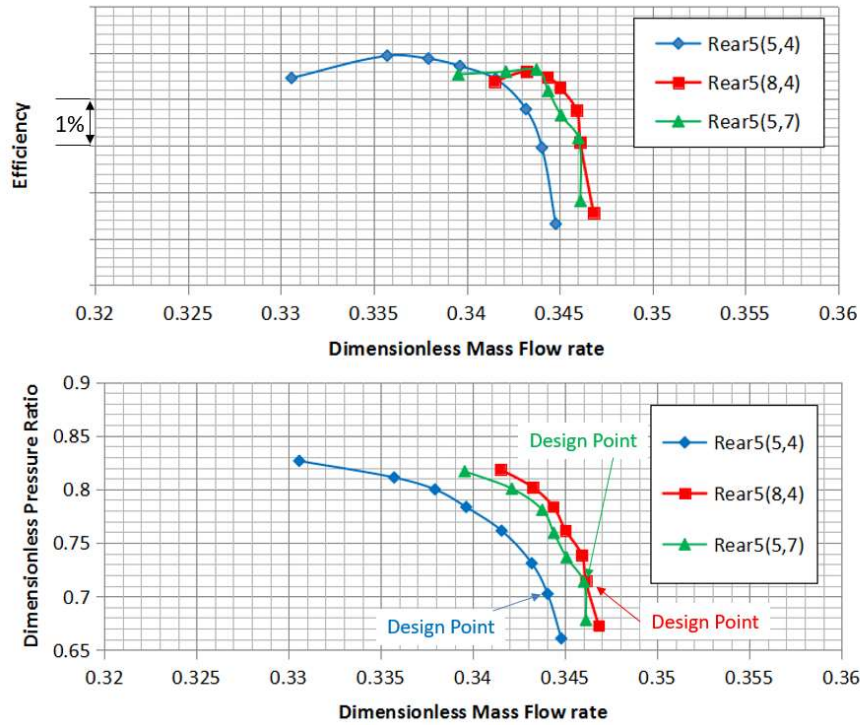 Efficiency
1%
Rear5(5,4)
Rear5(8,4)
Rear5(5,7)
0.32 0.325 0.33 0.335 0.34 0.345 0.35 0.355 0.36
Dimensionless Mass Flow rate
Dimensionless Pressure Ratio
0.9
0.85
0.8
0.75
0.7
0.65
Design Point
Rear5(5,4)
Rear5(8,4)
Rear5(5,7)
Design Point
Design Point
0.32 0.325 0.33 0.335 0.34 0.345 0.35 0.355 0.36
Dimensionless Mass Flow rate